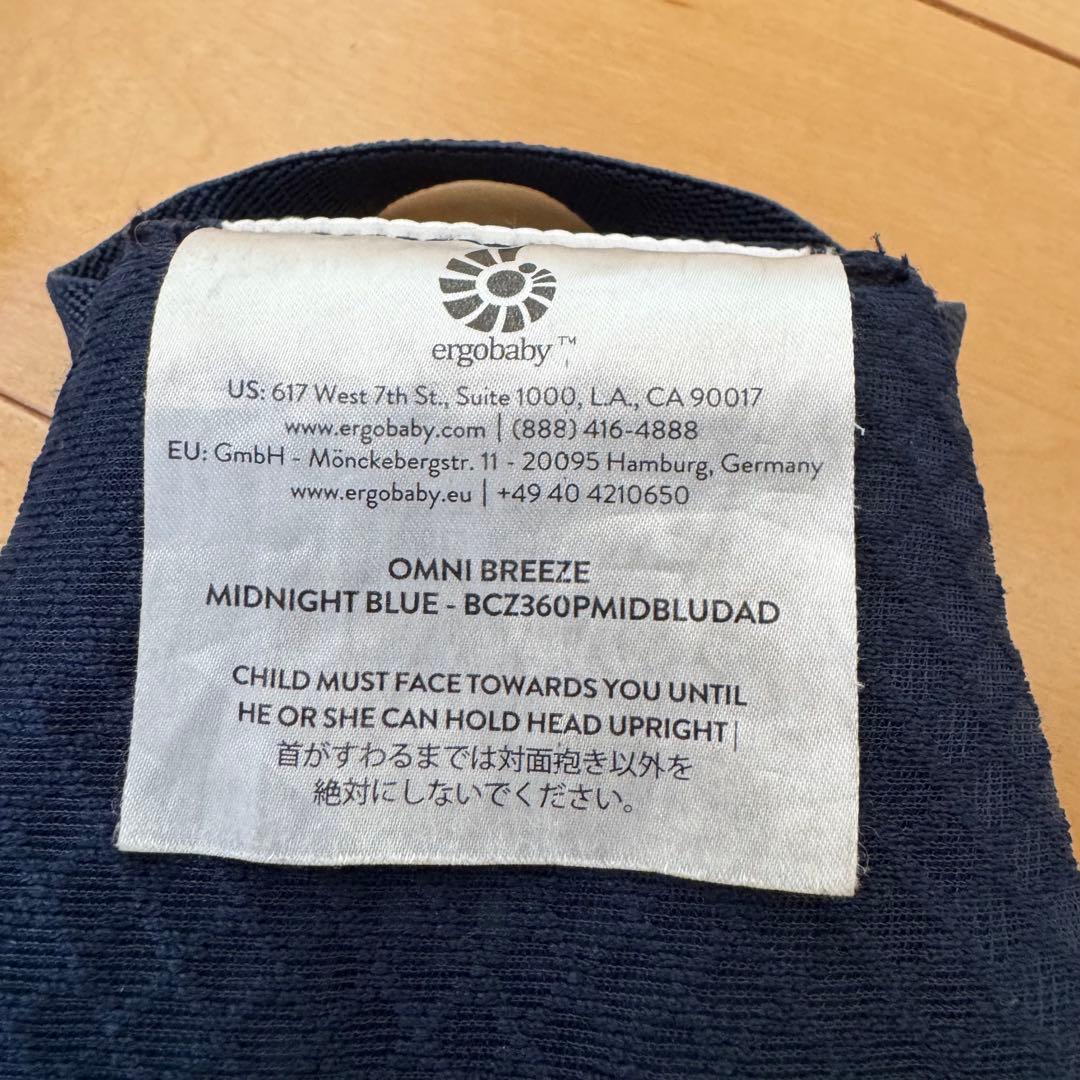 ergobaby™
US: 617 West 7th St., Suite 1000, L.A., CA 90017
www.ergobaby.com | (888) 416-4888
EU: GmbH - Mönckebergstr. 11 - 20095 Hamburg, Germany
www.ergobaby.eu | +49 40 4210650
OMNI BREEZE
MIDNIGHT BLUE - BCZ360PMIDBLUDAD
CHILD MUST FACE TOWARDS YOU UNTIL
HE OR SHE CAN HOLD HEAD UPRIGHT |
首がすわるまでは対面抱き以外を
絶対にしないでください。